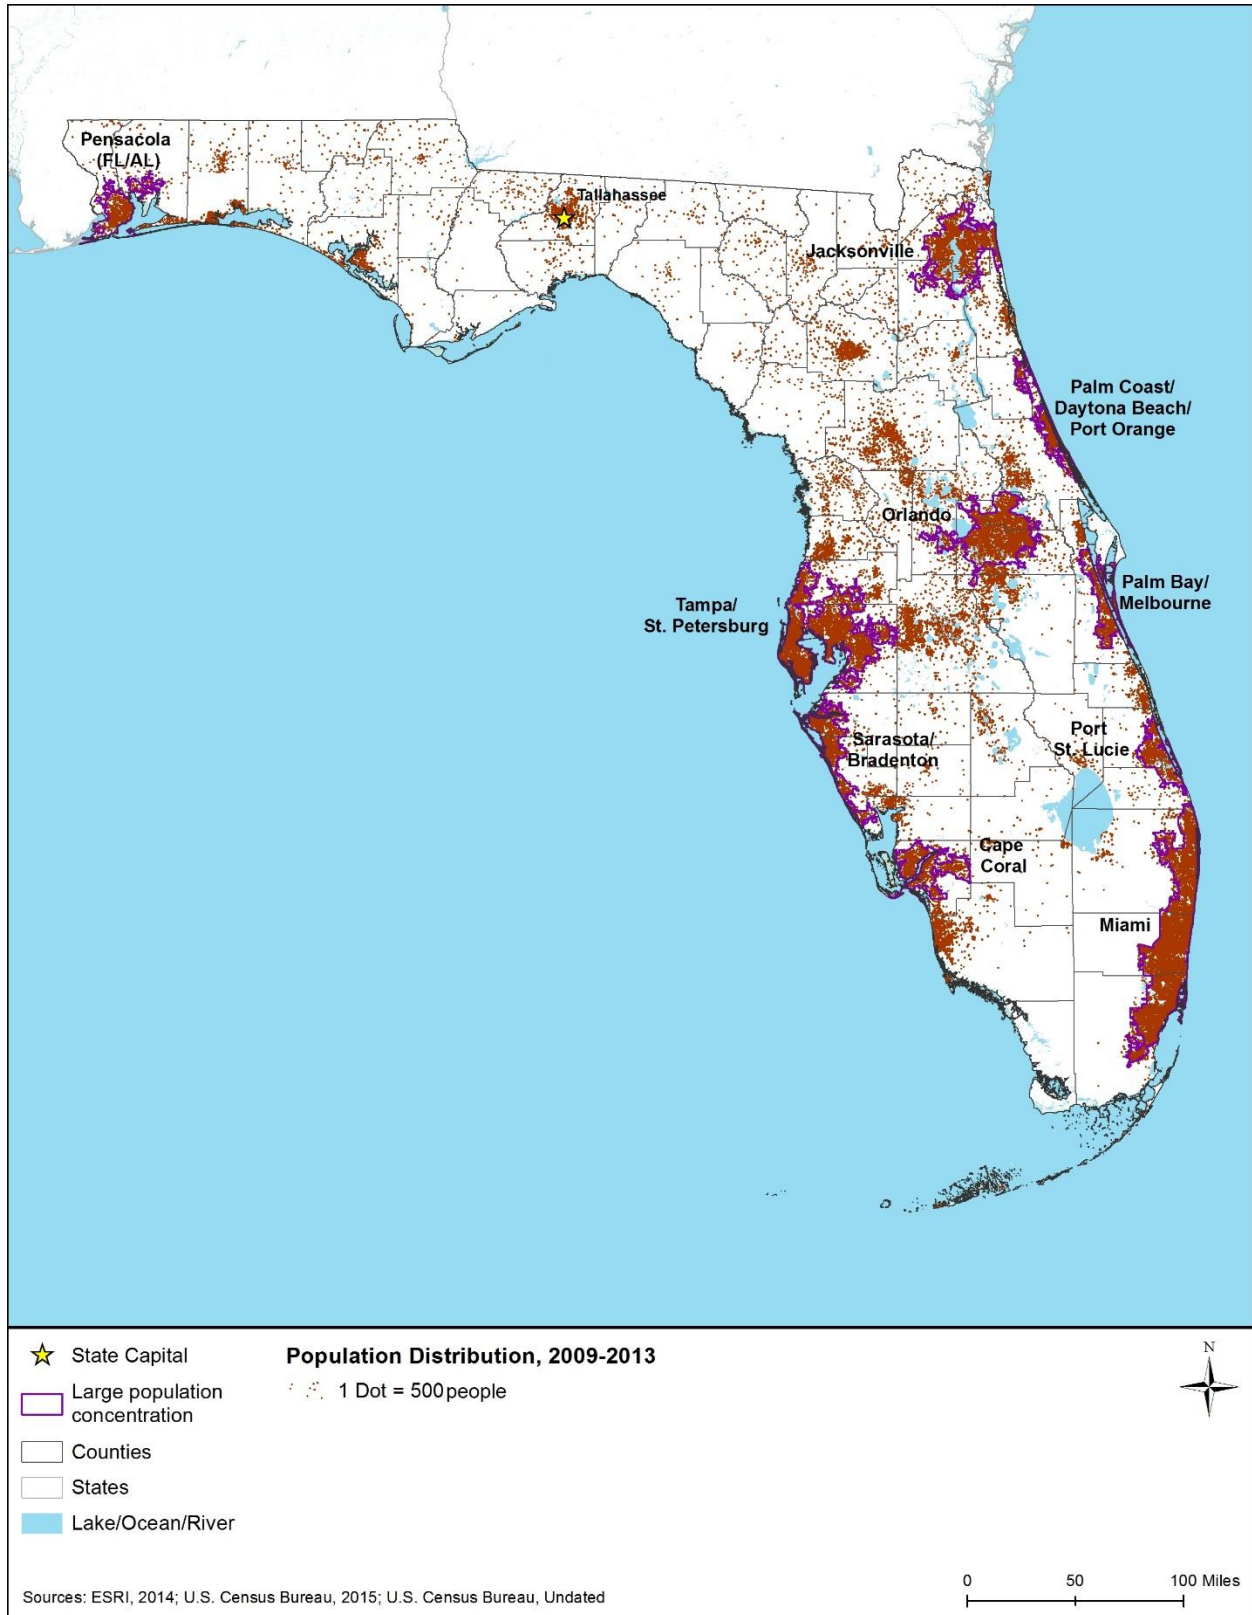 Pensacola
(FL/AL)
Tallahassee
Jacksonville
Palm Coast/
Daytona Beach/
Port Orange
Orlando
Palm Bay/
Melbourne
Tampa/
St. Petersburg
Port
St. Lucie
Sarasota/
Bradenton
Cape
Coral
Miami
State Capital
Large population
concentration
Counties
States
Lake/Ocean/River
Population Distribution, 2009-2013
1 Dot = 500 people
N
0 50 100 Miles
Sources: ESRI, 2014; U.S. Census Bureau, 2015; U.S. Census Bureau, Undated